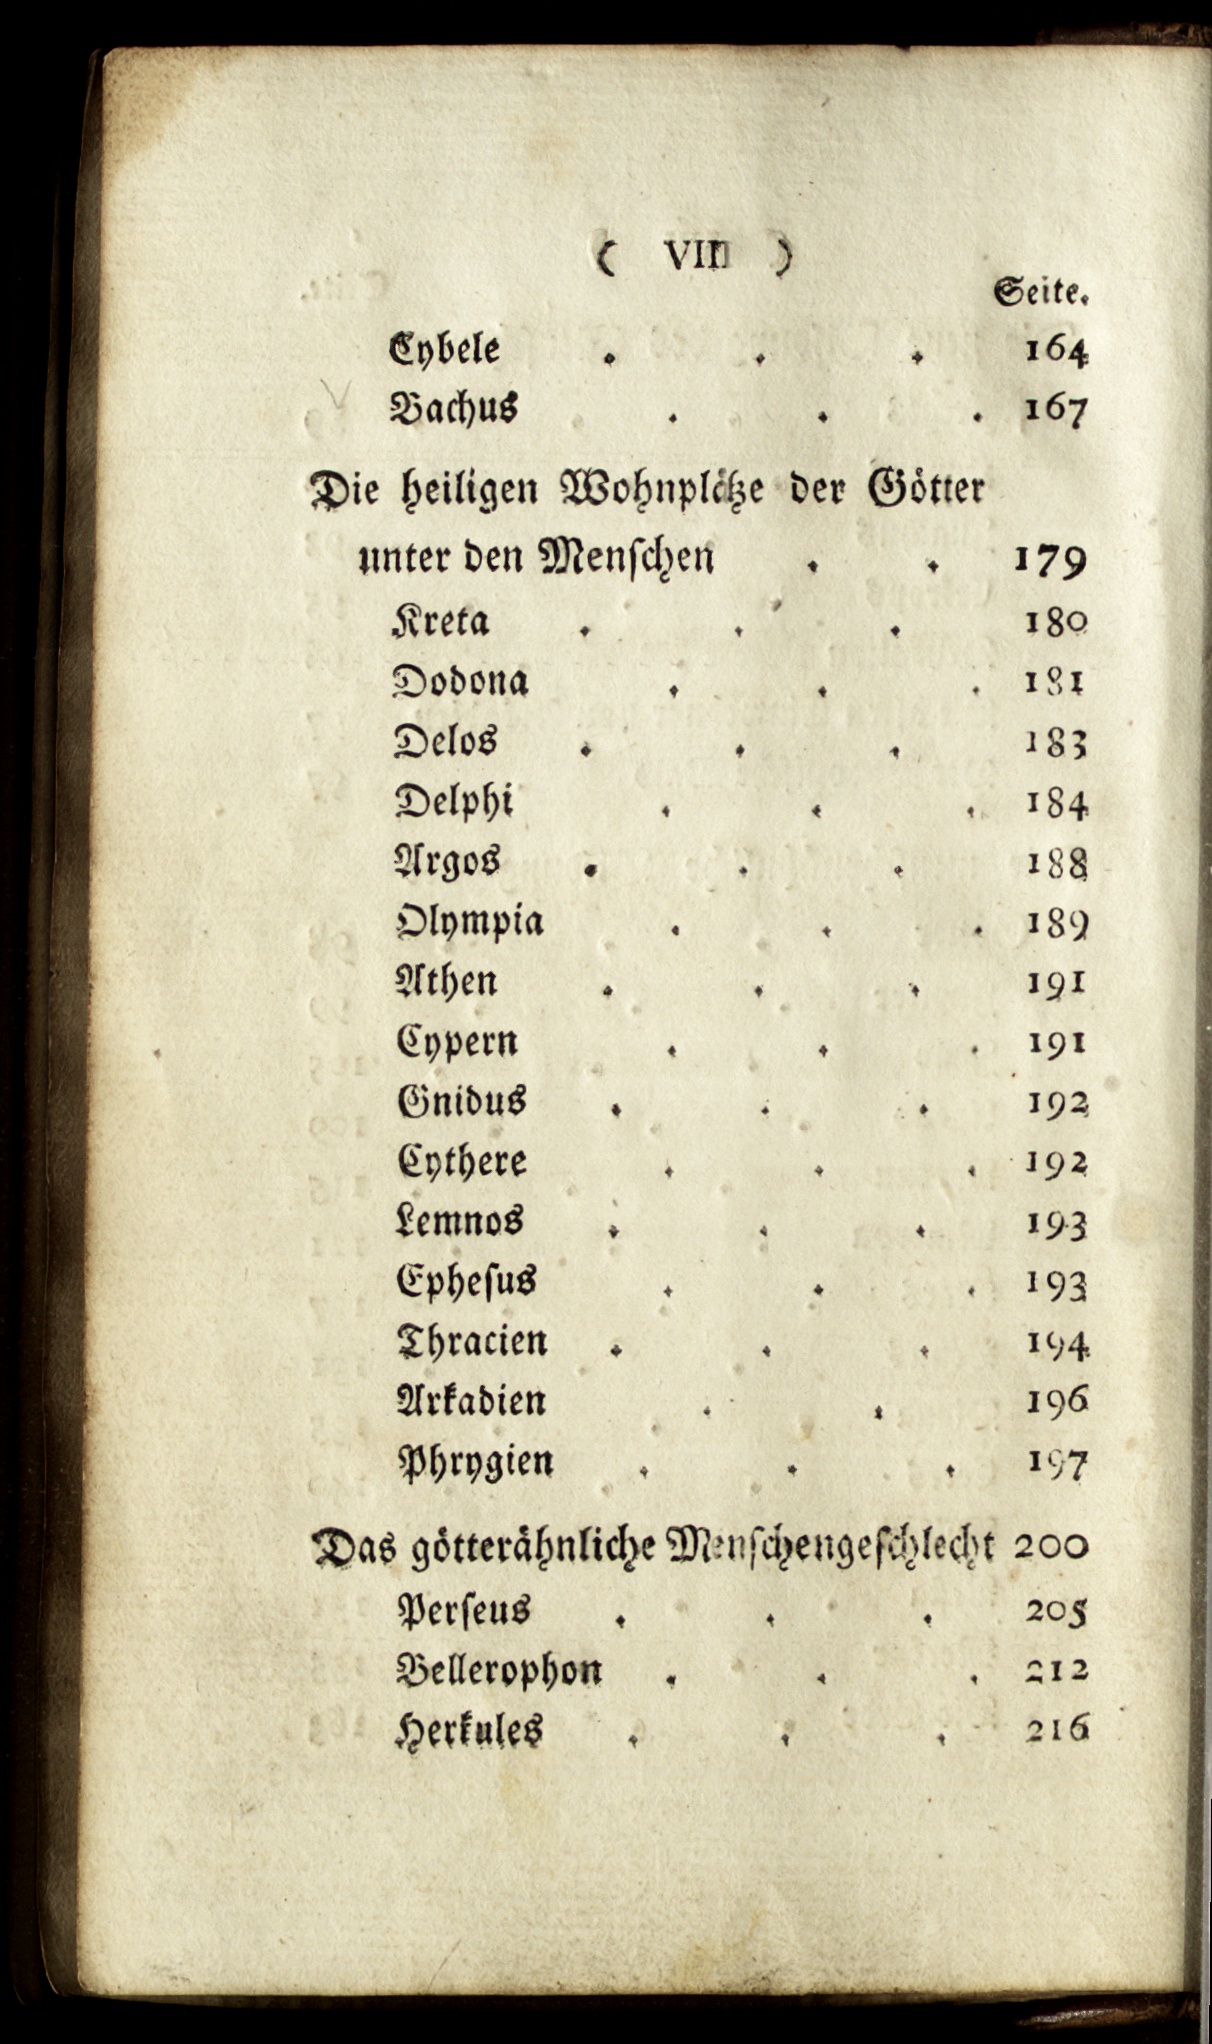 ( VIII )
Seite.
Cybele . . . 164
Bachus . . . 167
Die heiligen Wohnplätze der Götter
unter den Menſchen . . 179
Kreta . . . 180
Dodona . . . 181
Delos . . . 183
Delphi . . . 184
Argos . . . 188
Olympia . . . 189
Athen . . . 191
Cypern . . . 191
Gnidus . . . 192
Cythere . . . 192
Lemnos . . . 193
Epheſus . . . 193
Thracien . . . 194
Arkadien . . 196
Phrygien . . . 197
Das götterähnliche Menſchengeſchlecht 200
Perſeus . . . 205
Bellerophon . . . 212
Herkules . . . 216